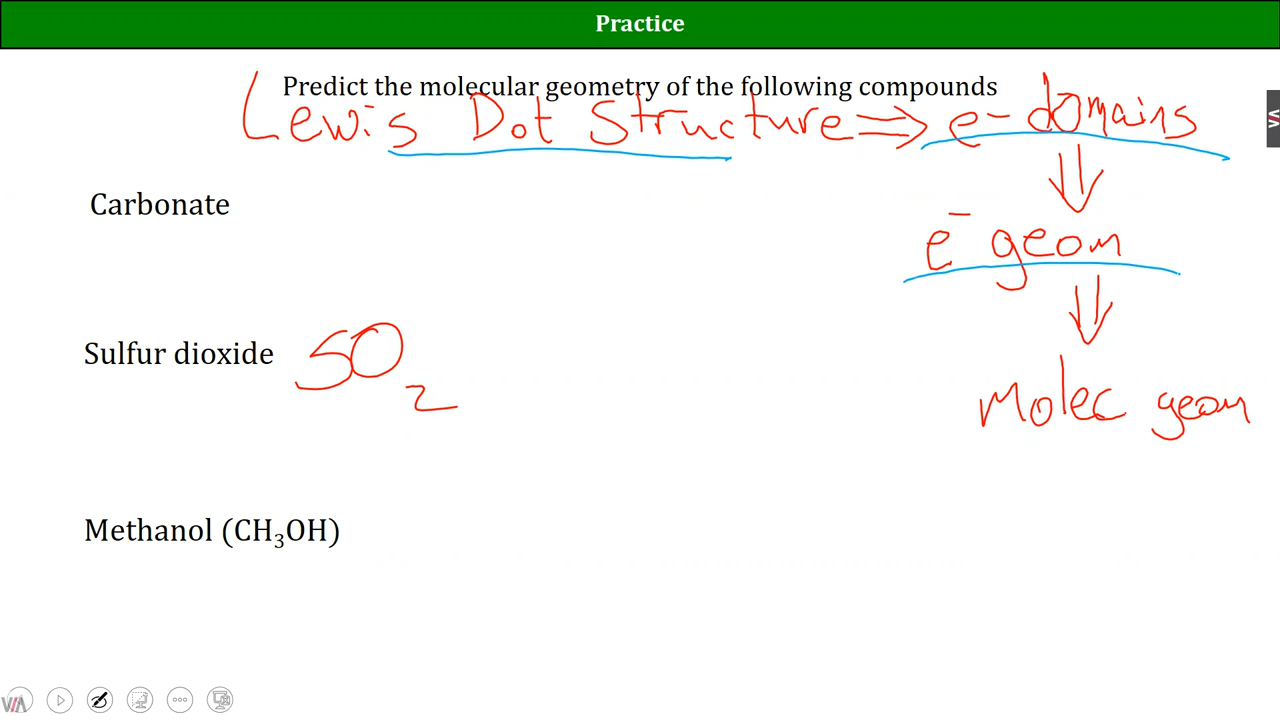 Practice
Predict the molecular geometry of the following compounds
Lewis Dot Structure ⇒ e- domains
⇓
Carbonate
e⁻ geom
⇓
Sulfur dioxide SO₂
Molec geom
Methanol (CH₃OH)